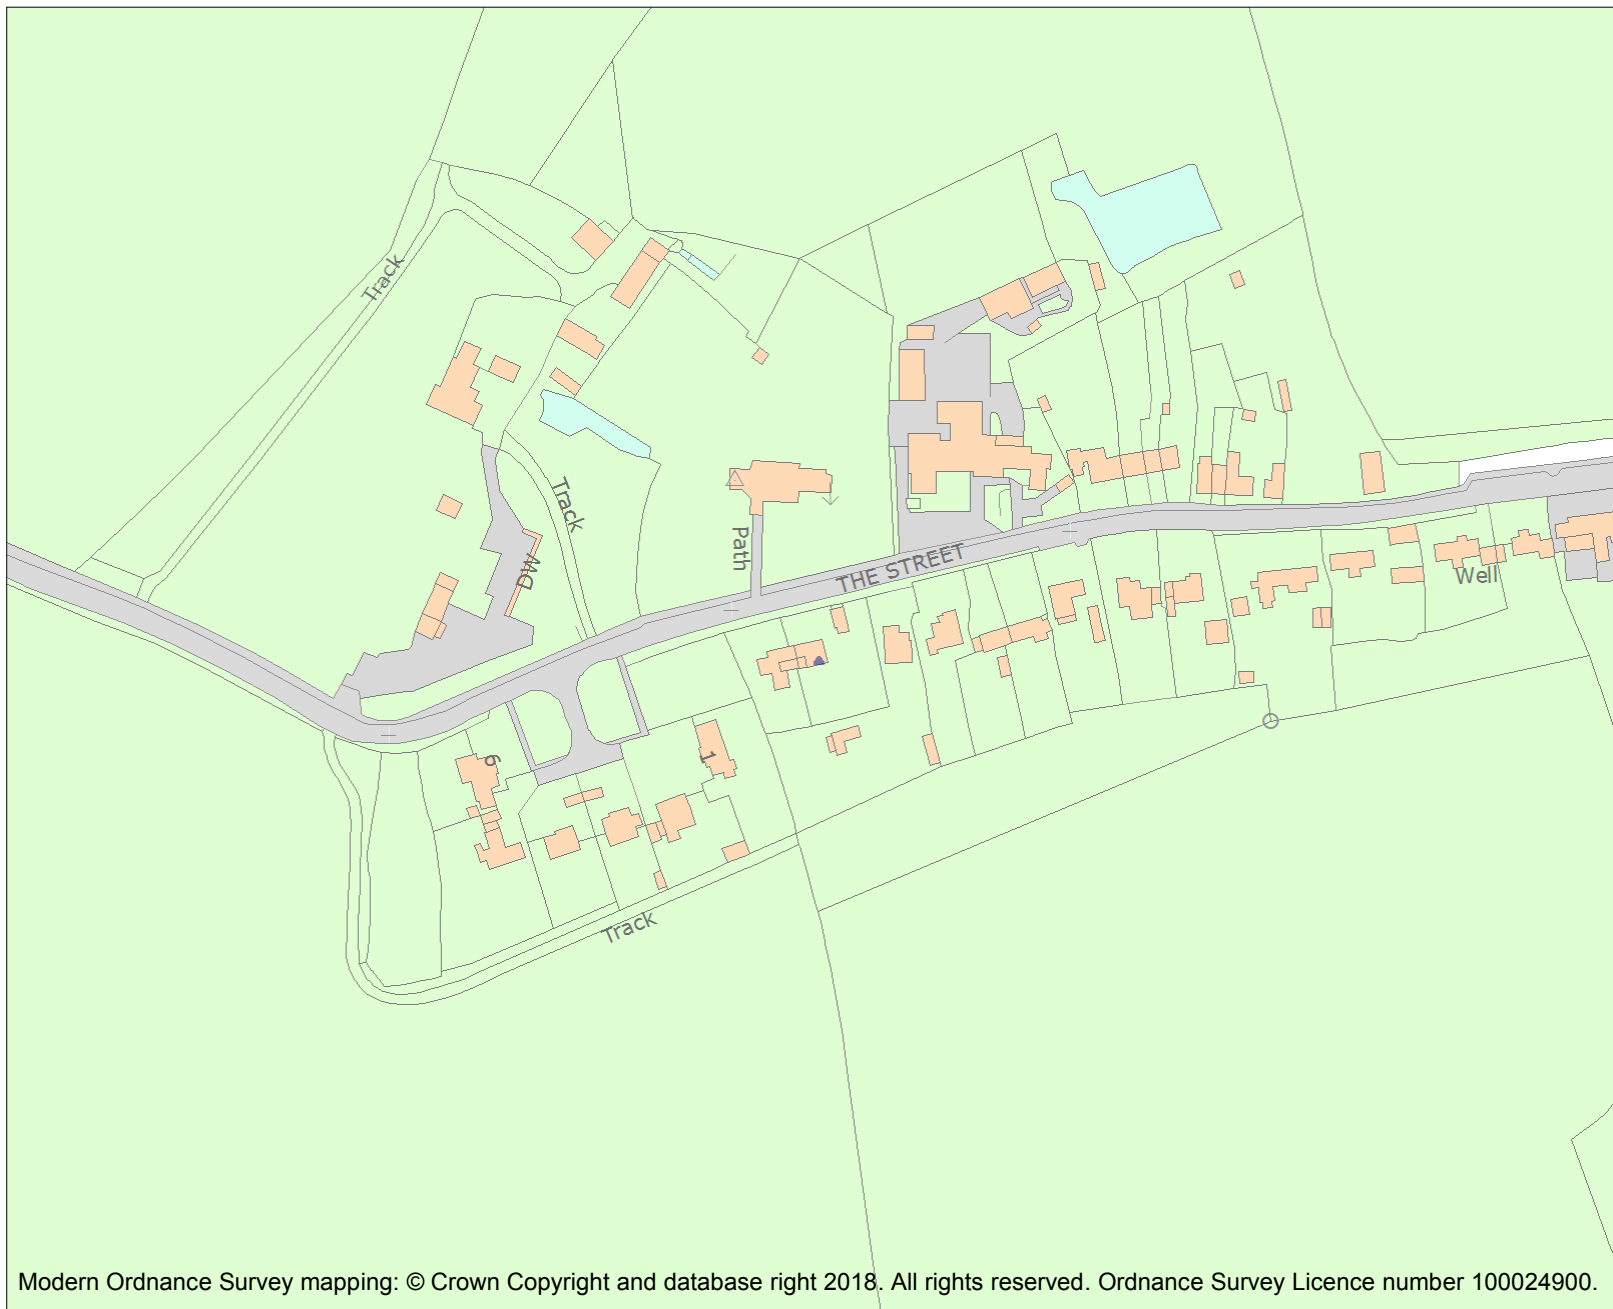 Track
Track
Path
THE STREET
DW
Well
6
1
Track
Modern Ordnance Survey mapping: © Crown Copyright and database right 2018. All rights reserved. Ordnance Survey Licence number 100024900.